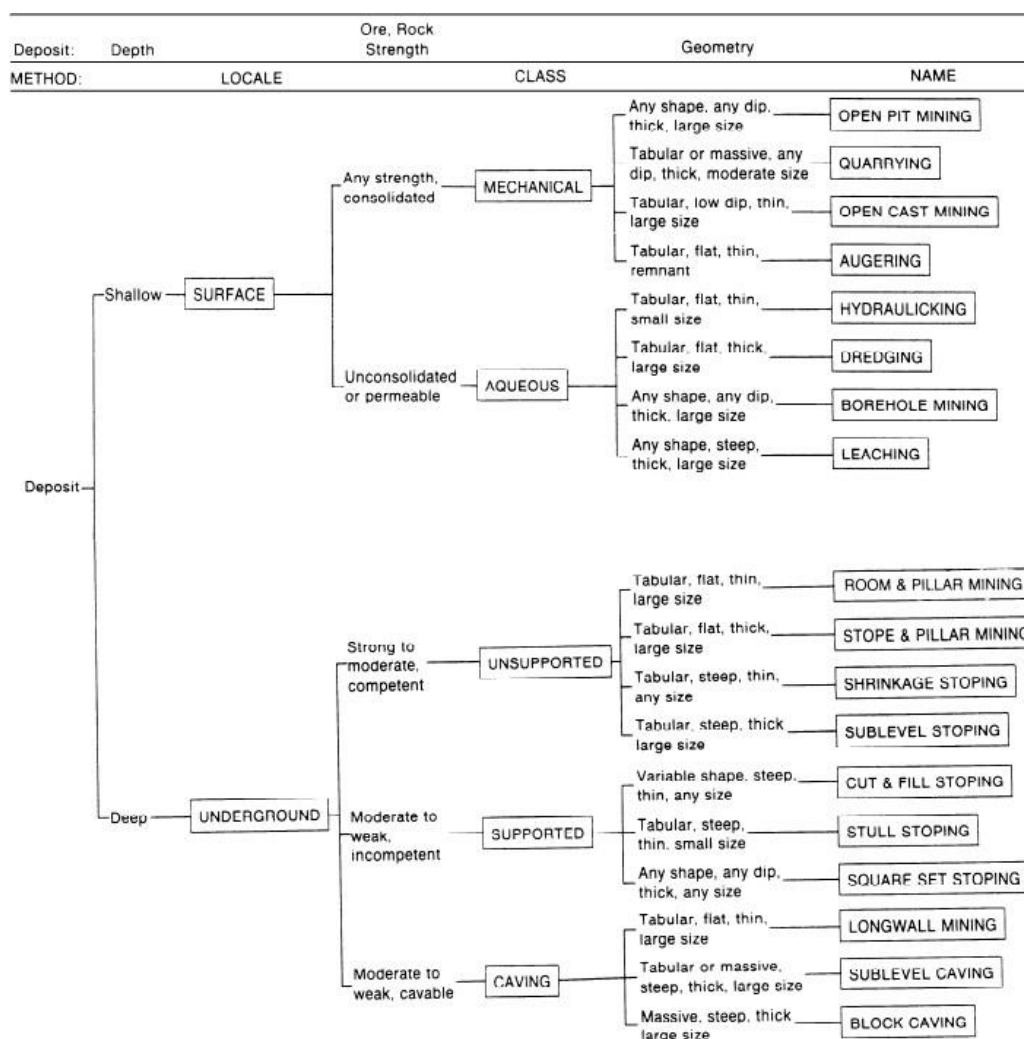 Deposit: Depth Ore, Rock Strength Geometry
METHOD: LOCALE CLASS NAME
Any shape, any dip,
thick, large size
OPEN PIT MINING
Tabular or massive, any
dip, thick, moderate size
QUARRYING
Any strength,
consolidated
MECHANICAL
Tabular, low dip, thin,
large size
OPEN CAST MINING
Tabular, flat, thin,
remnant
AUGERING
Shallow
SURFACE
Tabular, flat, thin,
small size
HYDRAULICKING
Tabular, flat, thick,
large size
DREDGING
Unconsolidated
or permeable
AQUEOUS
Any shape, any dip,
thick, large size
BOREHOLE MINING
Any shape, steep,
thick, large size
LEACHING
Deposit
Tabular, flat, thin,
large size
ROOM & PILLAR MINING
Tabular, flat, thick,
large size
STOPE & PILLAR MINING
Strong to
moderate,
competent
UNSUPPORTED
Tabular, steep, thin,
any size
SHRINKAGE STOPING
Tabular, steep, thick
large size
SUBLEVEL STOPING
Deep
UNDERGROUND
Variable shape, steep,
thin, any size
CUT & FILL STOPING
Moderate to
weak,
incompetent
SUPPORTED
Tabular, steep,
thin, small size
STULL STOPING
Any shape, any dip,
thick, any size
SQUARE SET STOPING
Tabular, flat, thin,
large size
LONGWALL MINING
Moderate to
weak, cavable
CAVING
Tabular or massive,
steep, thick, large size
SUBLEVEL CAVING
Massive, steep, thick
large size
BLOCK CAVING